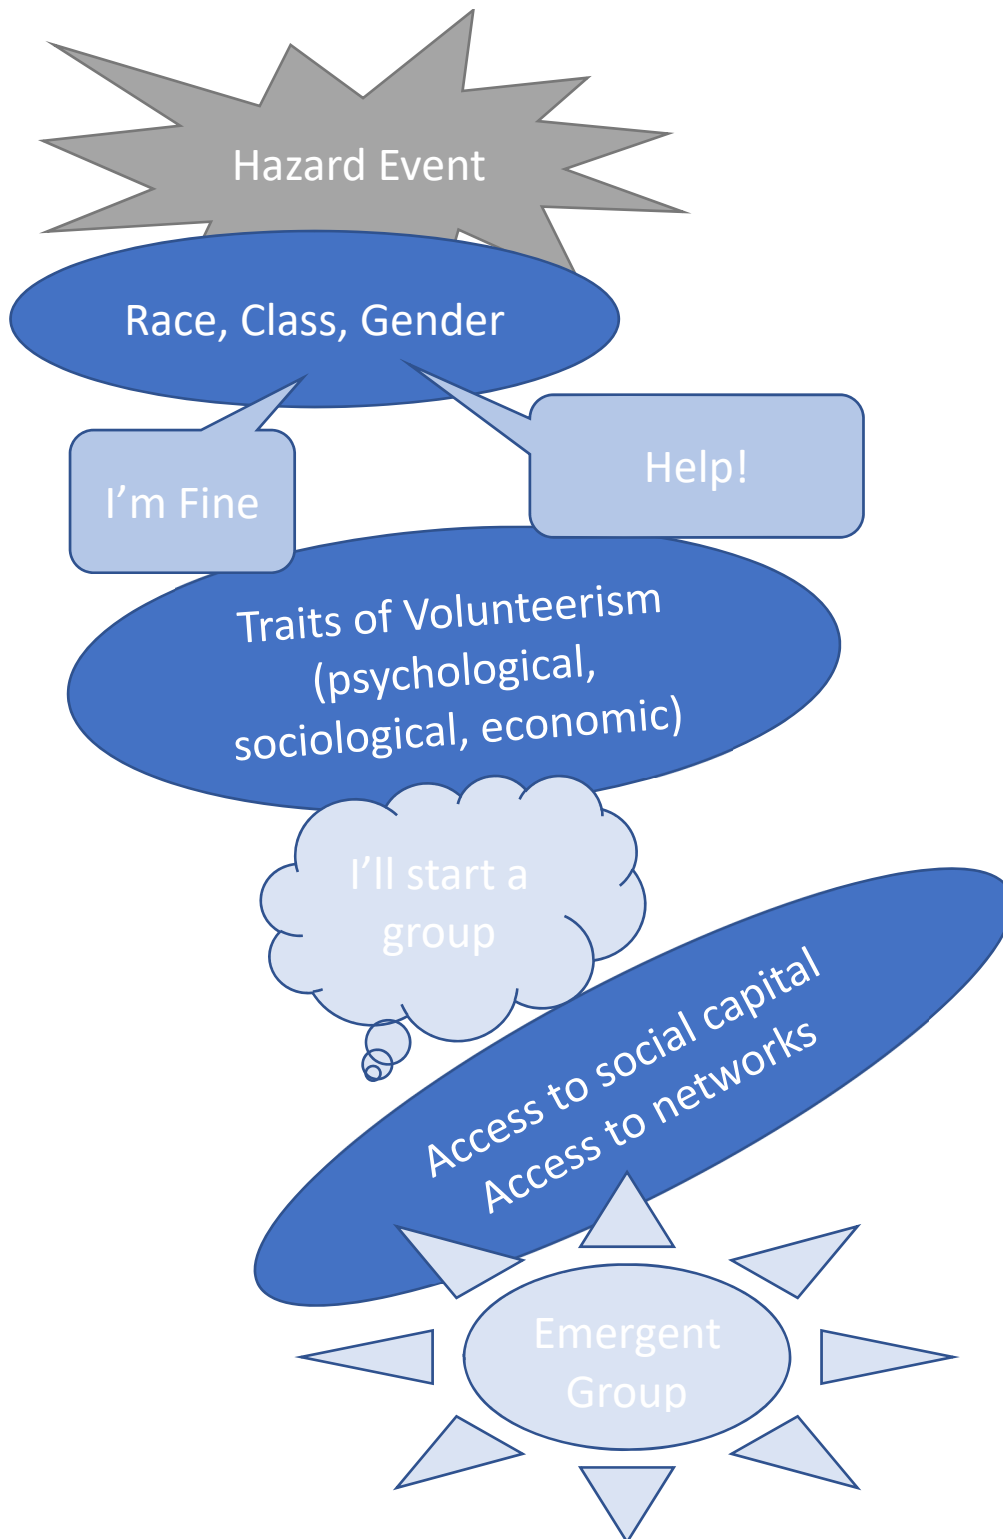 Hazard Event
Race, Class, Gender
I'm Fine
Help!
Traits of Volunteerism
(psychological,
sociological, economic)
I'll start a
group
Access to social capital
Access to networks
Emergent
Group